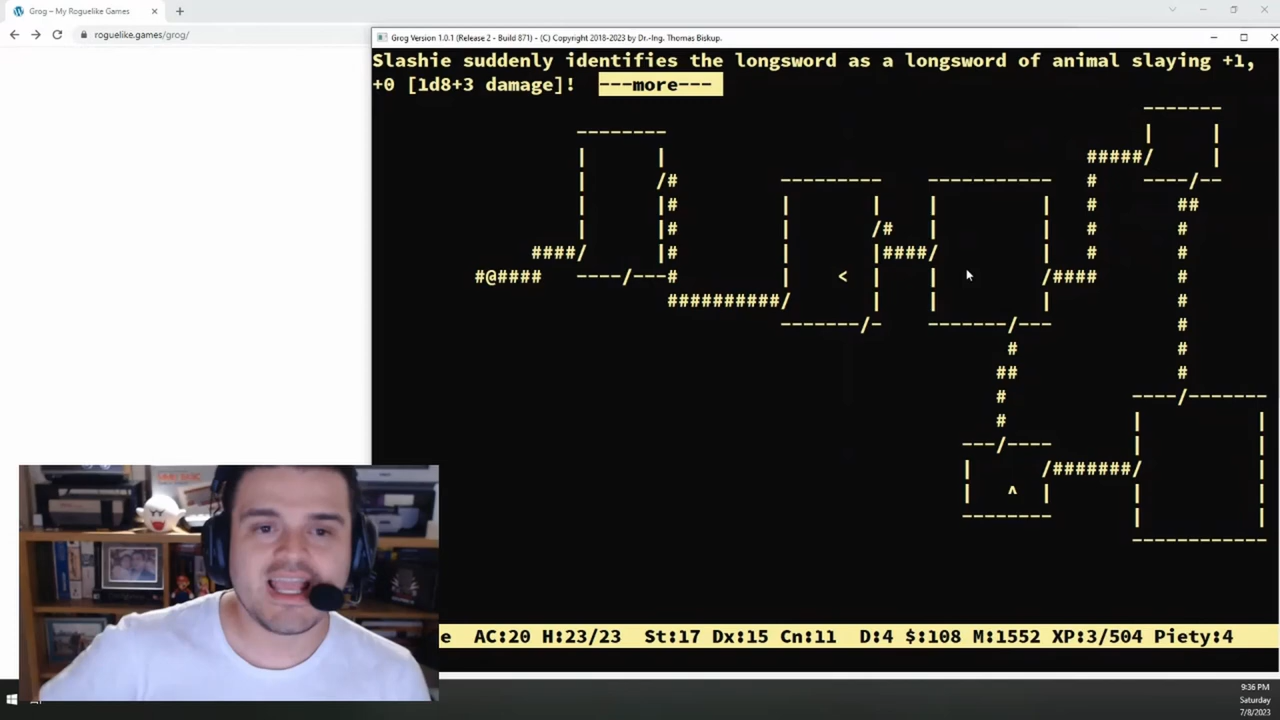 Grog – My Roguelike Games
roguelike.games/grog/
Grog Version 1.0.1 (Release 2 - Build 871) - (C) Copyright 2018-2023 by Dr.-Ing. Thomas Biskup.
Slashie suddenly identifies the longsword as a longsword of animal slaying +1,
+0 [1d8+3 damage]! ---more---
e AC:20 H:23/23 St:17 Dx:15 Cn:11 D:4 $:108 M:1552 XP:3/504 Piety:4
9:36 PM
Saturday
7/8/2023